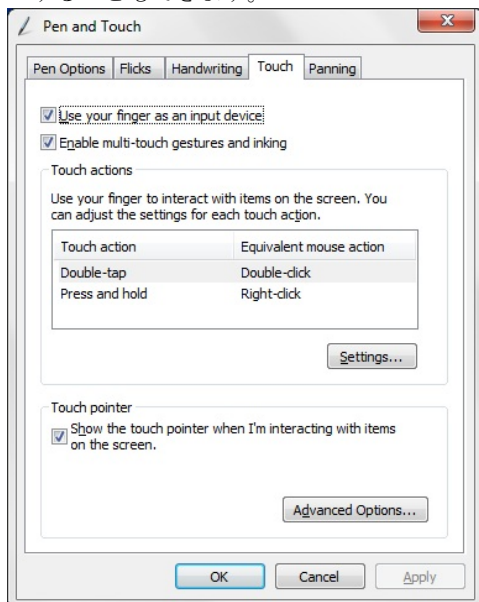 Pen and Touch
Pen Options Flicks Handwriting Touch Panning
Use your finger as an input device
Enable multi-touch gestures and inking
Touch actions
Use your finger to interact with items on the screen. You
can adjust the settings for each touch action.
Touch action Equivalent mouse action
Double-tap Double-click
Press and hold Right-click
Settings...
Touch pointer
Show the touch pointer when I'm interacting with items
on the screen.
Advanced Options...
OK Cancel Apply